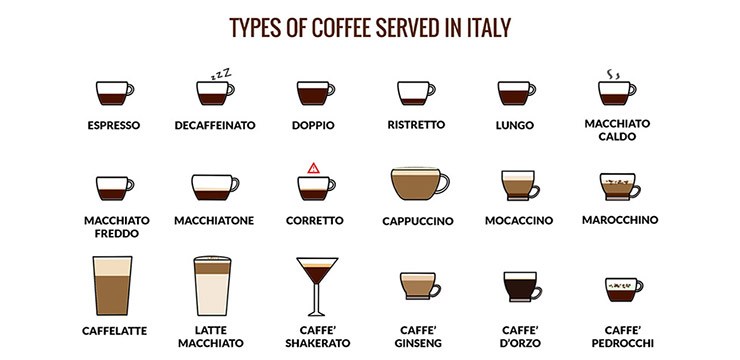 TYPES OF COFFEE SERVED IN ITALY
zzZ
ESPRESSO
DECAFFEINATO
DOPPIO
RISTRETTO
LUNGO
MACCHIATO
CALDO
MACCHIATO
FREDDO
MACCHIATONE
CORRETTO
CAPPUCCINO
MOCACCINO
MAROCCHINO
CAFFELATTE
LATTE
MACCHIATO
CAFFE'
SHAKERATO
CAFFE'
GINSENG
CAFFE'
D'ORZO
CAFFE'
PEDROCCHI